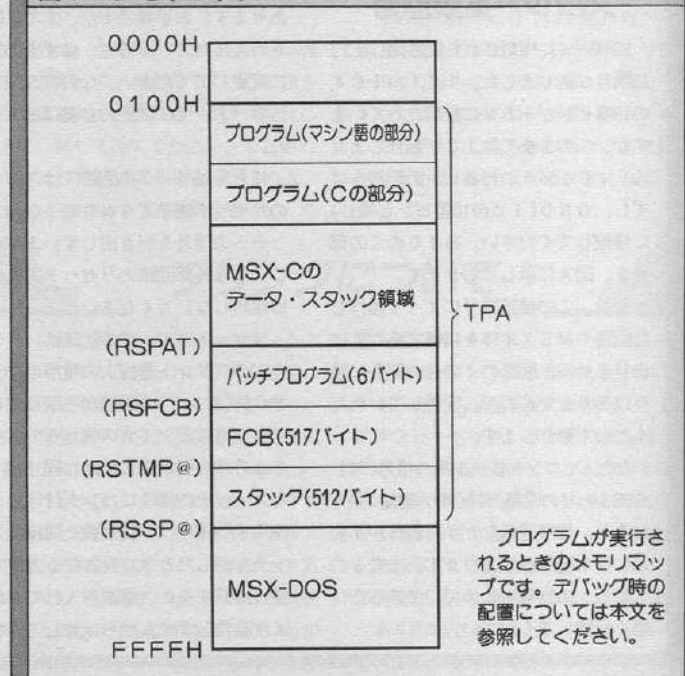 0000H
0100H
プログラム(マシン語の部分)
プログラム(Cの部分)
MSX-Cの
データ・スタック領域
TPA
(RSPAT)
パッチプログラム(6バイト)
(RSFCB)
FCB(517バイト)
(RSTMP@)
スタック(512バイト)
(RSSP@)
MSX-DOS
FFFFH
プログラムが実行さ
れるときのメモリマッ
プです。デバッグ時の
配置については本文を
参照してください。